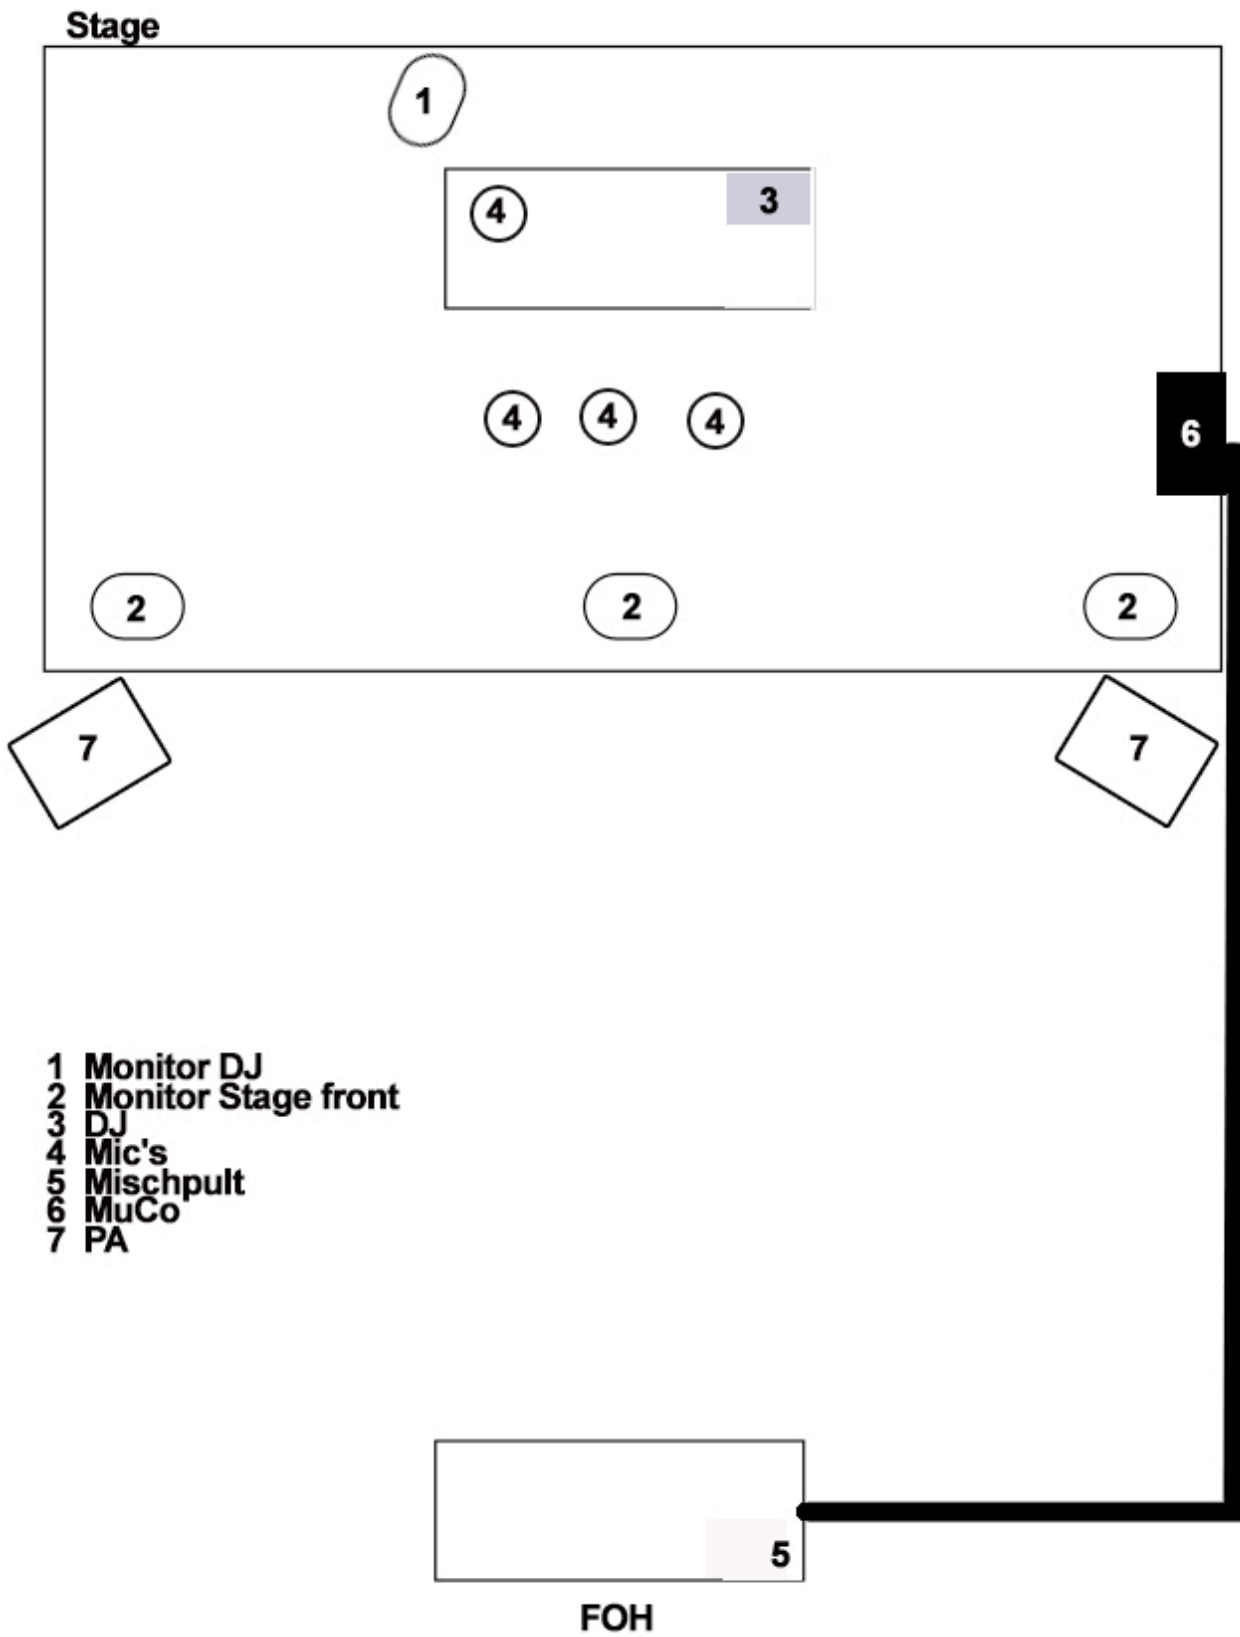 Stage
1
4
3
4 4 4
6
2 2 2
7 7
1 Monitor DJ
2 Monitor Stage front
3 DJ
4 Mic's
5 Mischpult
6 MuCo
7 PA
5
FOH